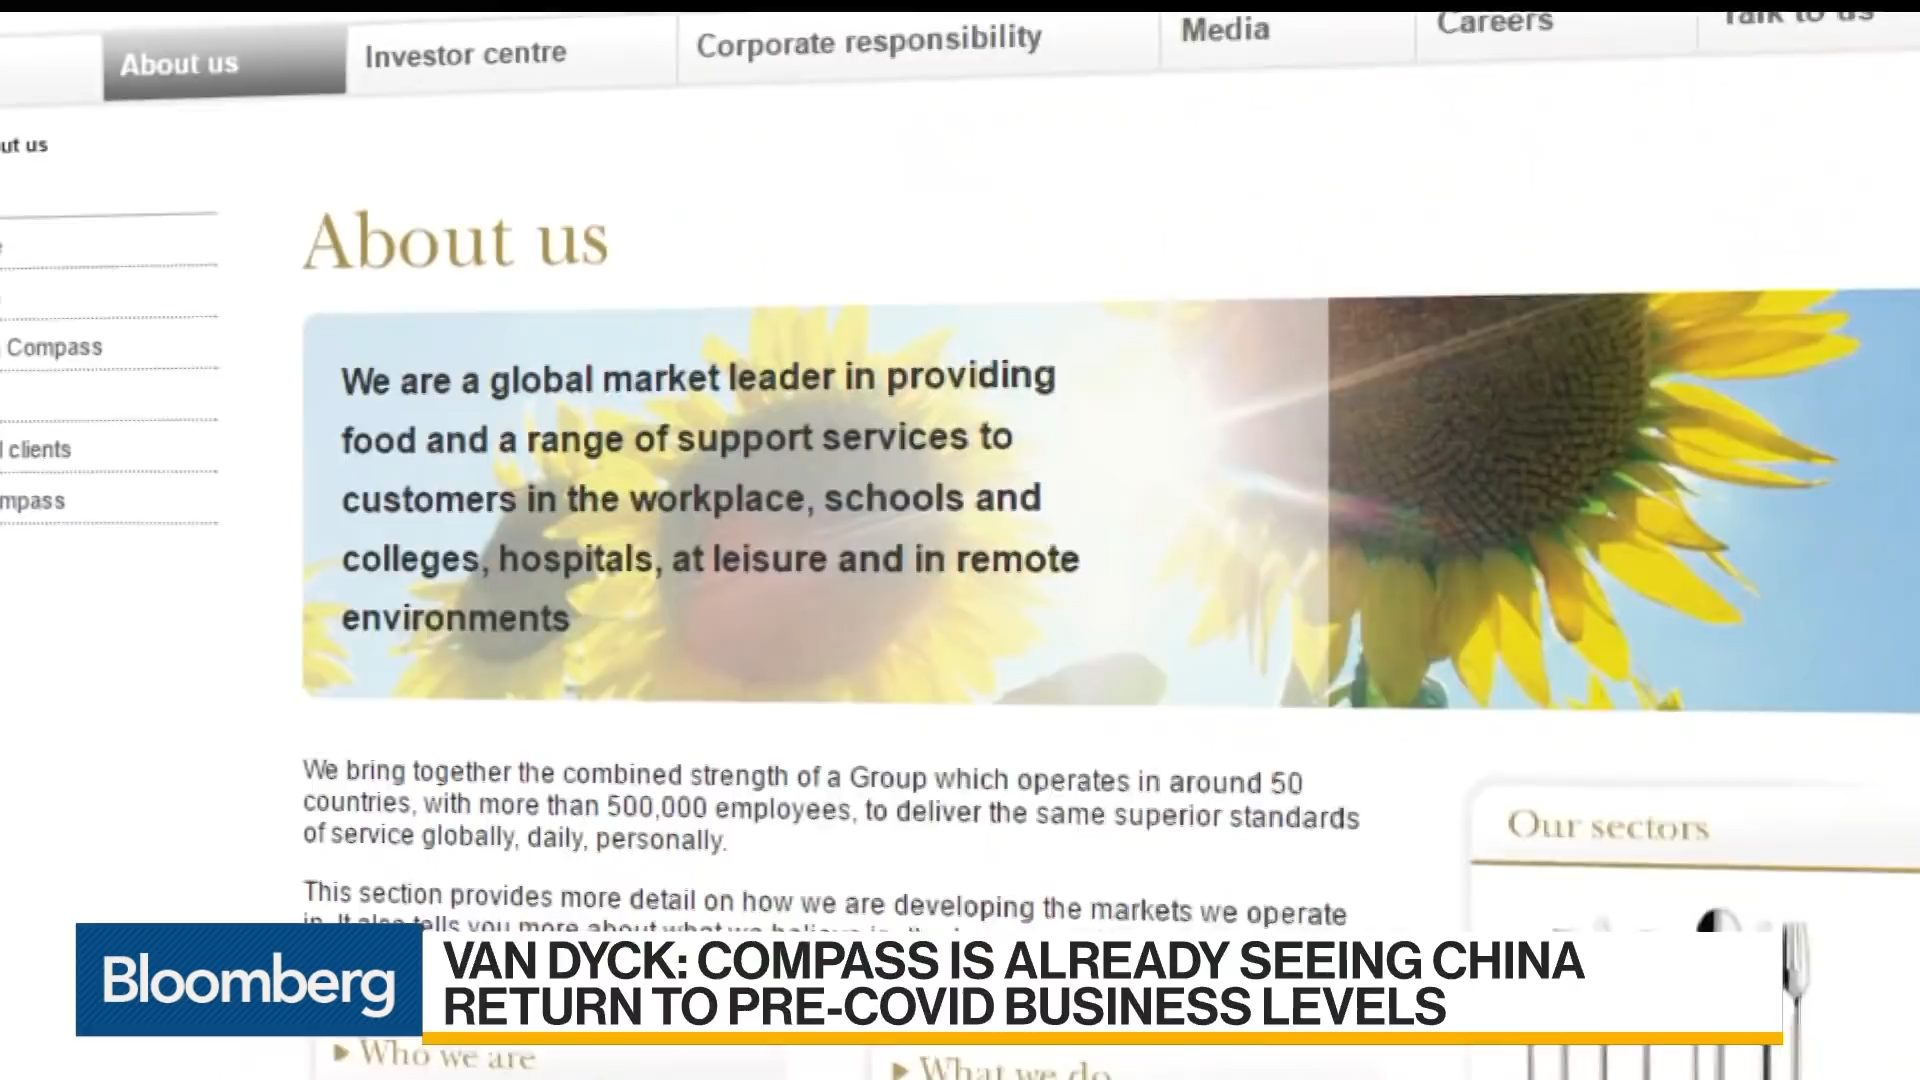 About us
Investor centre
Corporate responsibility
Media
Careers
Talk to us
ut us
About us
Compass
clients
mpass
We are a global market leader in providing
food and a range of support services to
customers in the workplace, schools and
colleges, hospitals, at leisure and in remote
environments
We bring together the combined strength of a Group which operates in around 50
countries, with more than 500,000 employees, to deliver the same superior standards
of service globally, daily, personally.
This section provides more detail on how we are developing the markets we operate
in. It also tells you more about what we believe in,
Our sectors
Bloomberg
VAN DYCK: COMPASS IS ALREADY SEEING CHINA
RETURN TO PRE-COVID BUSINESS LEVELS
Who we are
What we do